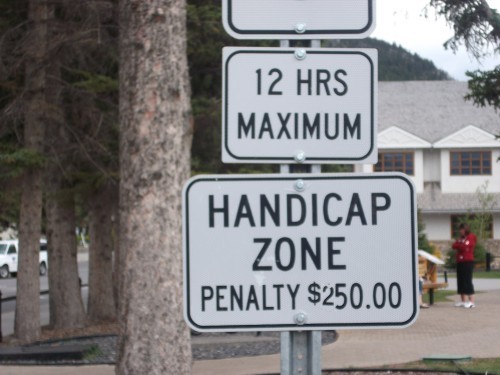 12 HRS
MAXIMUM
HANDICAP
ZONE
PENALTY $250.00